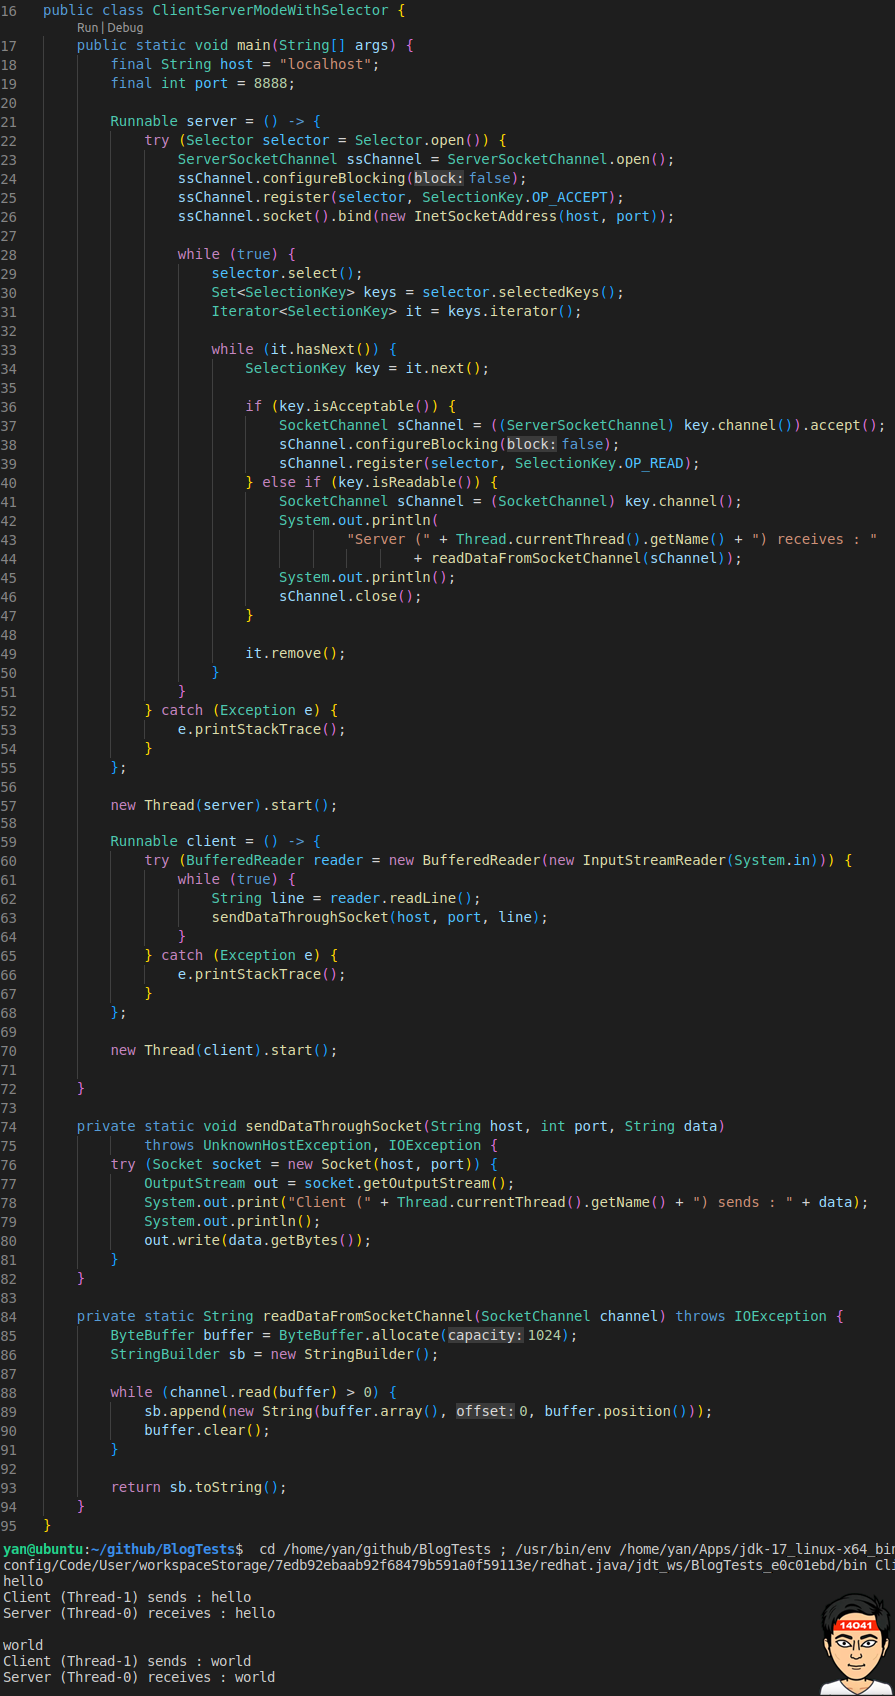 16 public class ClientServerModeWithSelector {
Run | Debug
17 public static void main(String[] args) {
18 final String host = "localhost";
19 final int port = 8888;
20
21 Runnable server = () -> {
22 try (Selector selector = Selector.open()) {
23 ServerSocketChannel ssChannel = ServerSocketChannel.open();
24 ssChannel.configureBlocking(block: false);
25 ssChannel.register(selector, SelectionKey.OP_ACCEPT);
26 ssChannel.socket().bind(new InetSocketAddress(host, port));
27
28 while (true) {
29 selector.select();
30 Set<SelectionKey> keys = selector.selectedKeys();
31 Iterator<SelectionKey> it = keys.iterator();
32
33 while (it.hasNext()) {
34 SelectionKey key = it.next();
35
36 if (key.isAcceptable()) {
37 SocketChannel sChannel = ((ServerSocketChannel) key.channel()).accept();
38 sChannel.configureBlocking(block: false);
39 sChannel.register(selector, SelectionKey.OP_READ);
40 } else if (key.isReadable()) {
41 SocketChannel sChannel = (SocketChannel) key.channel();
42 System.out.println(
43 "Server (" + Thread.currentThread().getName() + ") receives : "
44 + readDataFromSocketChannel(sChannel));
45 System.out.println();
46 sChannel.close();
47 }
48
49 it.remove();
50 }
51 }
52 } catch (Exception e) {
53 e.printStackTrace();
54 }
55 };
56
57 new Thread(server).start();
58
59 Runnable client = () -> {
60 try (BufferedReader reader = new BufferedReader(new InputStreamReader(System.in))) {
61 while (true) {
62 String line = reader.readLine();
63 sendDataThroughSocket(host, port, line);
64 }
65 } catch (Exception e) {
66 e.printStackTrace();
67 }
68 };
69
70 new Thread(client).start();
71
72 }
73
74 private static void sendDataThroughSocket(String host, int port, String data)
75 throws UnknownHostException, IOException {
76 try (Socket socket = new Socket(host, port)) {
77 OutputStream out = socket.getOutputStream();
78 System.out.print("Client (" + Thread.currentThread().getName() + ") sends : " + data);
79 System.out.println();
80 out.write(data.getBytes());
81 }
82 }
83
84 private static String readDataFromSocketChannel(SocketChannel channel) throws IOException {
85 ByteBuffer buffer = ByteBuffer.allocate(capacity: 1024);
86 StringBuilder sb = new StringBuilder();
87
88 while (channel.read(buffer) > 0) {
89 sb.append(new String(buffer.array(), offset: 0, buffer.position()));
90 buffer.clear();
91 }
92
93 return sb.toString();
94 }
95 }
yan@ubuntu:~/github/BlogTests$ cd /home/yan/github/BlogTests ; /usr/bin/env /home/yan/Apps/jdk-17_linux-x64_bin
config/Code/User/workspaceStorage/7edb92ebaab92f68479b591a0f59113e/redhat.java/jdt_ws/BlogTests_e0c01ebd/bin Cli
hello
Client (Thread-1) sends : hello
Server (Thread-0) receives : hello

world
Client (Thread-1) sends : world
Server (Thread-0) receives : world
14041